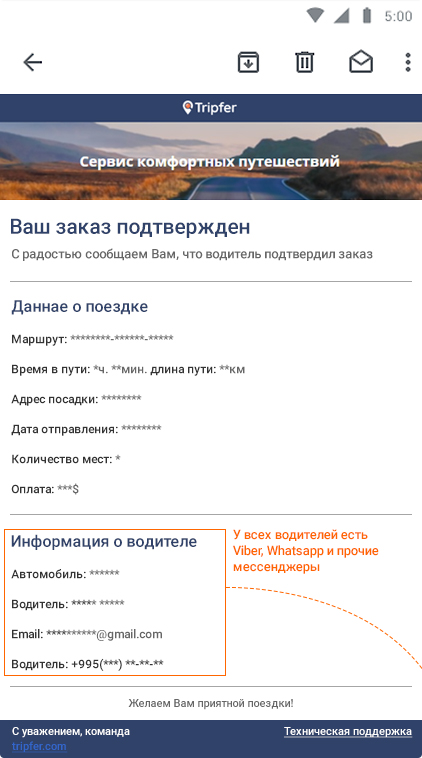 5:00
Tripfer
Сервис комфортных путешествий
Ваш заказ подтвержден
С радостью сообщаем Вам, что водитель подтвердил заказ
Даннае о поездке
Маршрут: ********-******-*****
Время в пути: *ч. **мин. длина пути: **км
Адрес посадки: ********
Дата отправления: ********
Количество мест: *
Оплата: ***$
Информация о водителе
У всех водителей есть
Viber, Whatsapp и прочие
мессенджеры
Автомобиль: ******
Водитель: ***** *****
Email: **********@gmail.com
Водитель: +995(***) **-**-**
Желаем Вам приятной поездки!
С уважением, команда
Техническая поддержка
tripfer.com